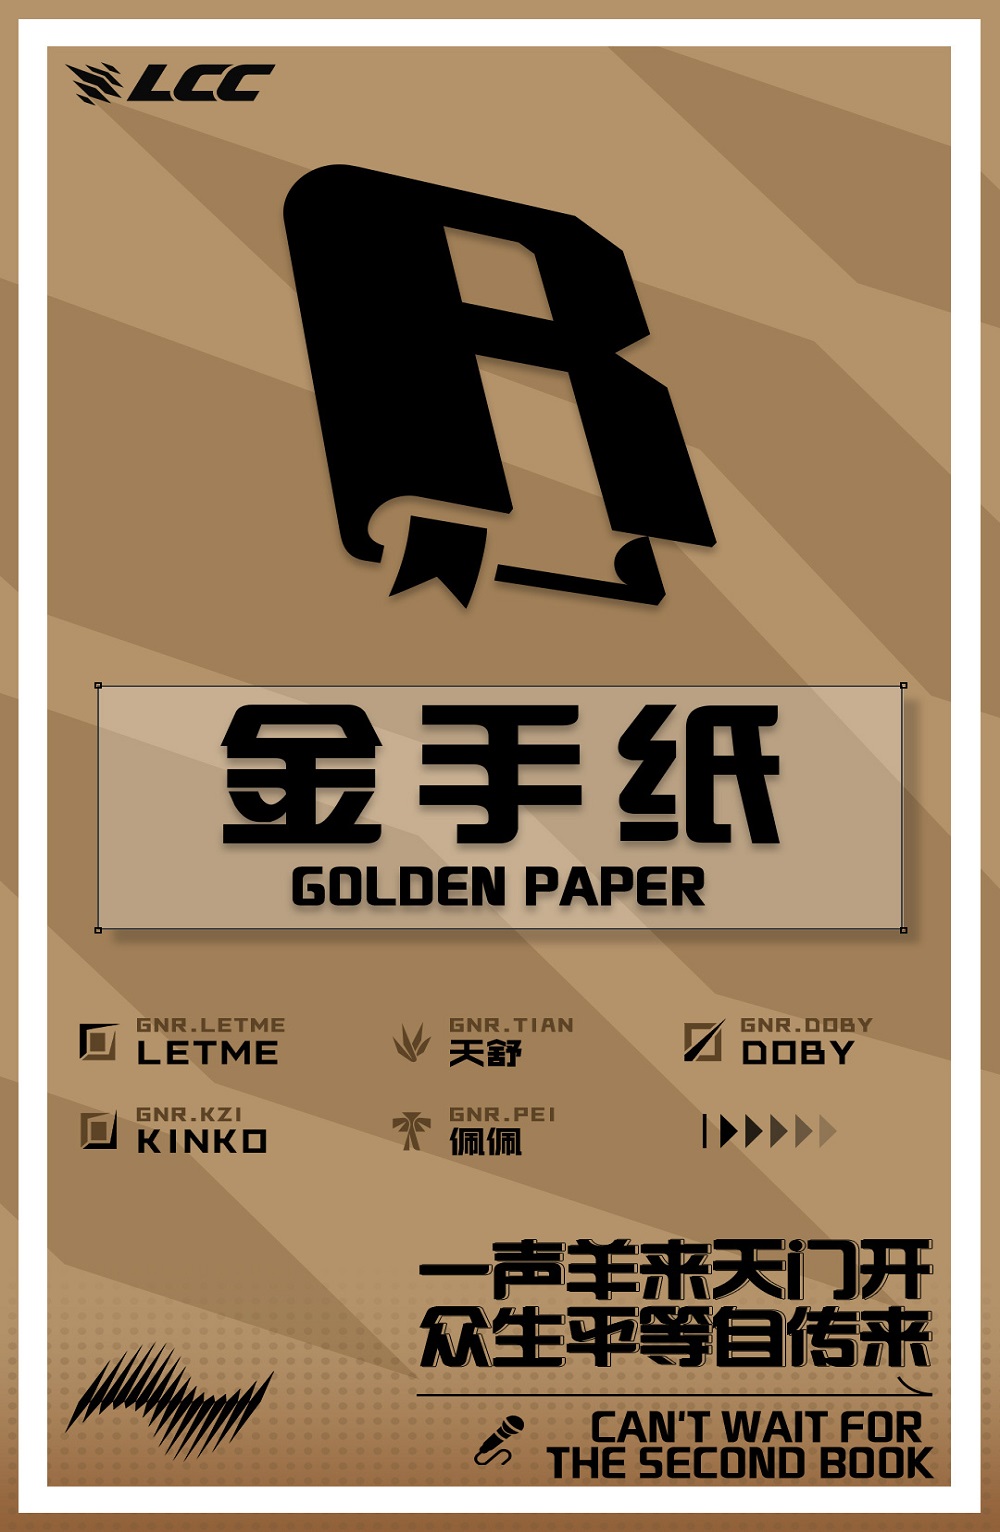 LCC
R
金手纸
GOLDEN PAPER
GNR.LETME
LETME
GNR.TIAN
天舒
GNR.DOBY
DOBY
GNR.KZI
KINKO
GNR.PEI
佩佩
一声羊来天门开
众生平等自传来
CAN'T WAIT FOR
THE SECOND BOOK